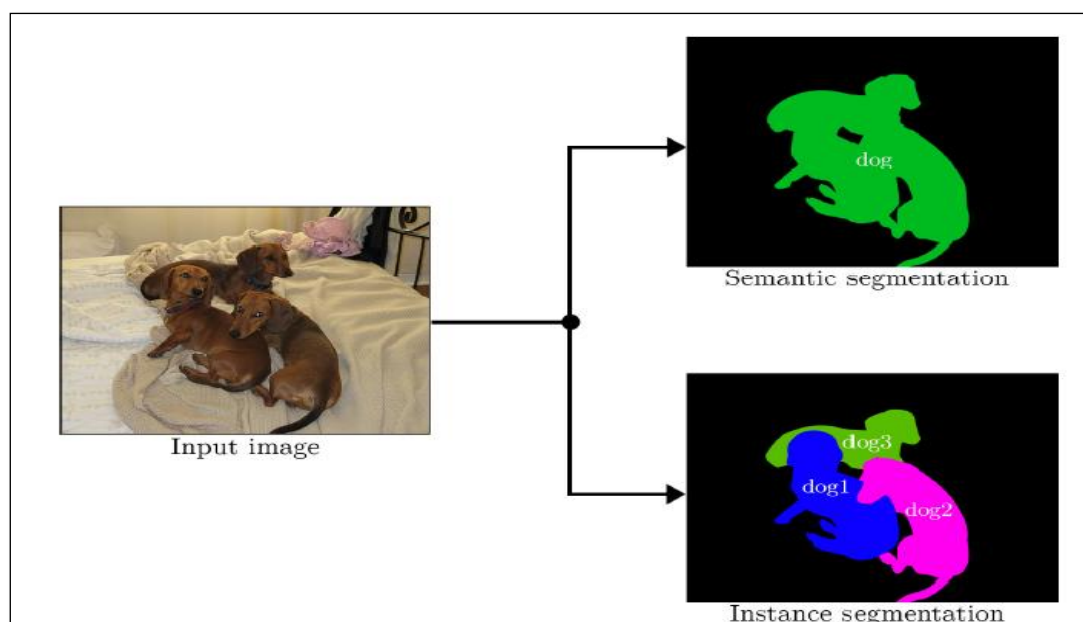 dog
Semantic segmentation
Input image
dog3
dog1
dog2
Instance segmentation